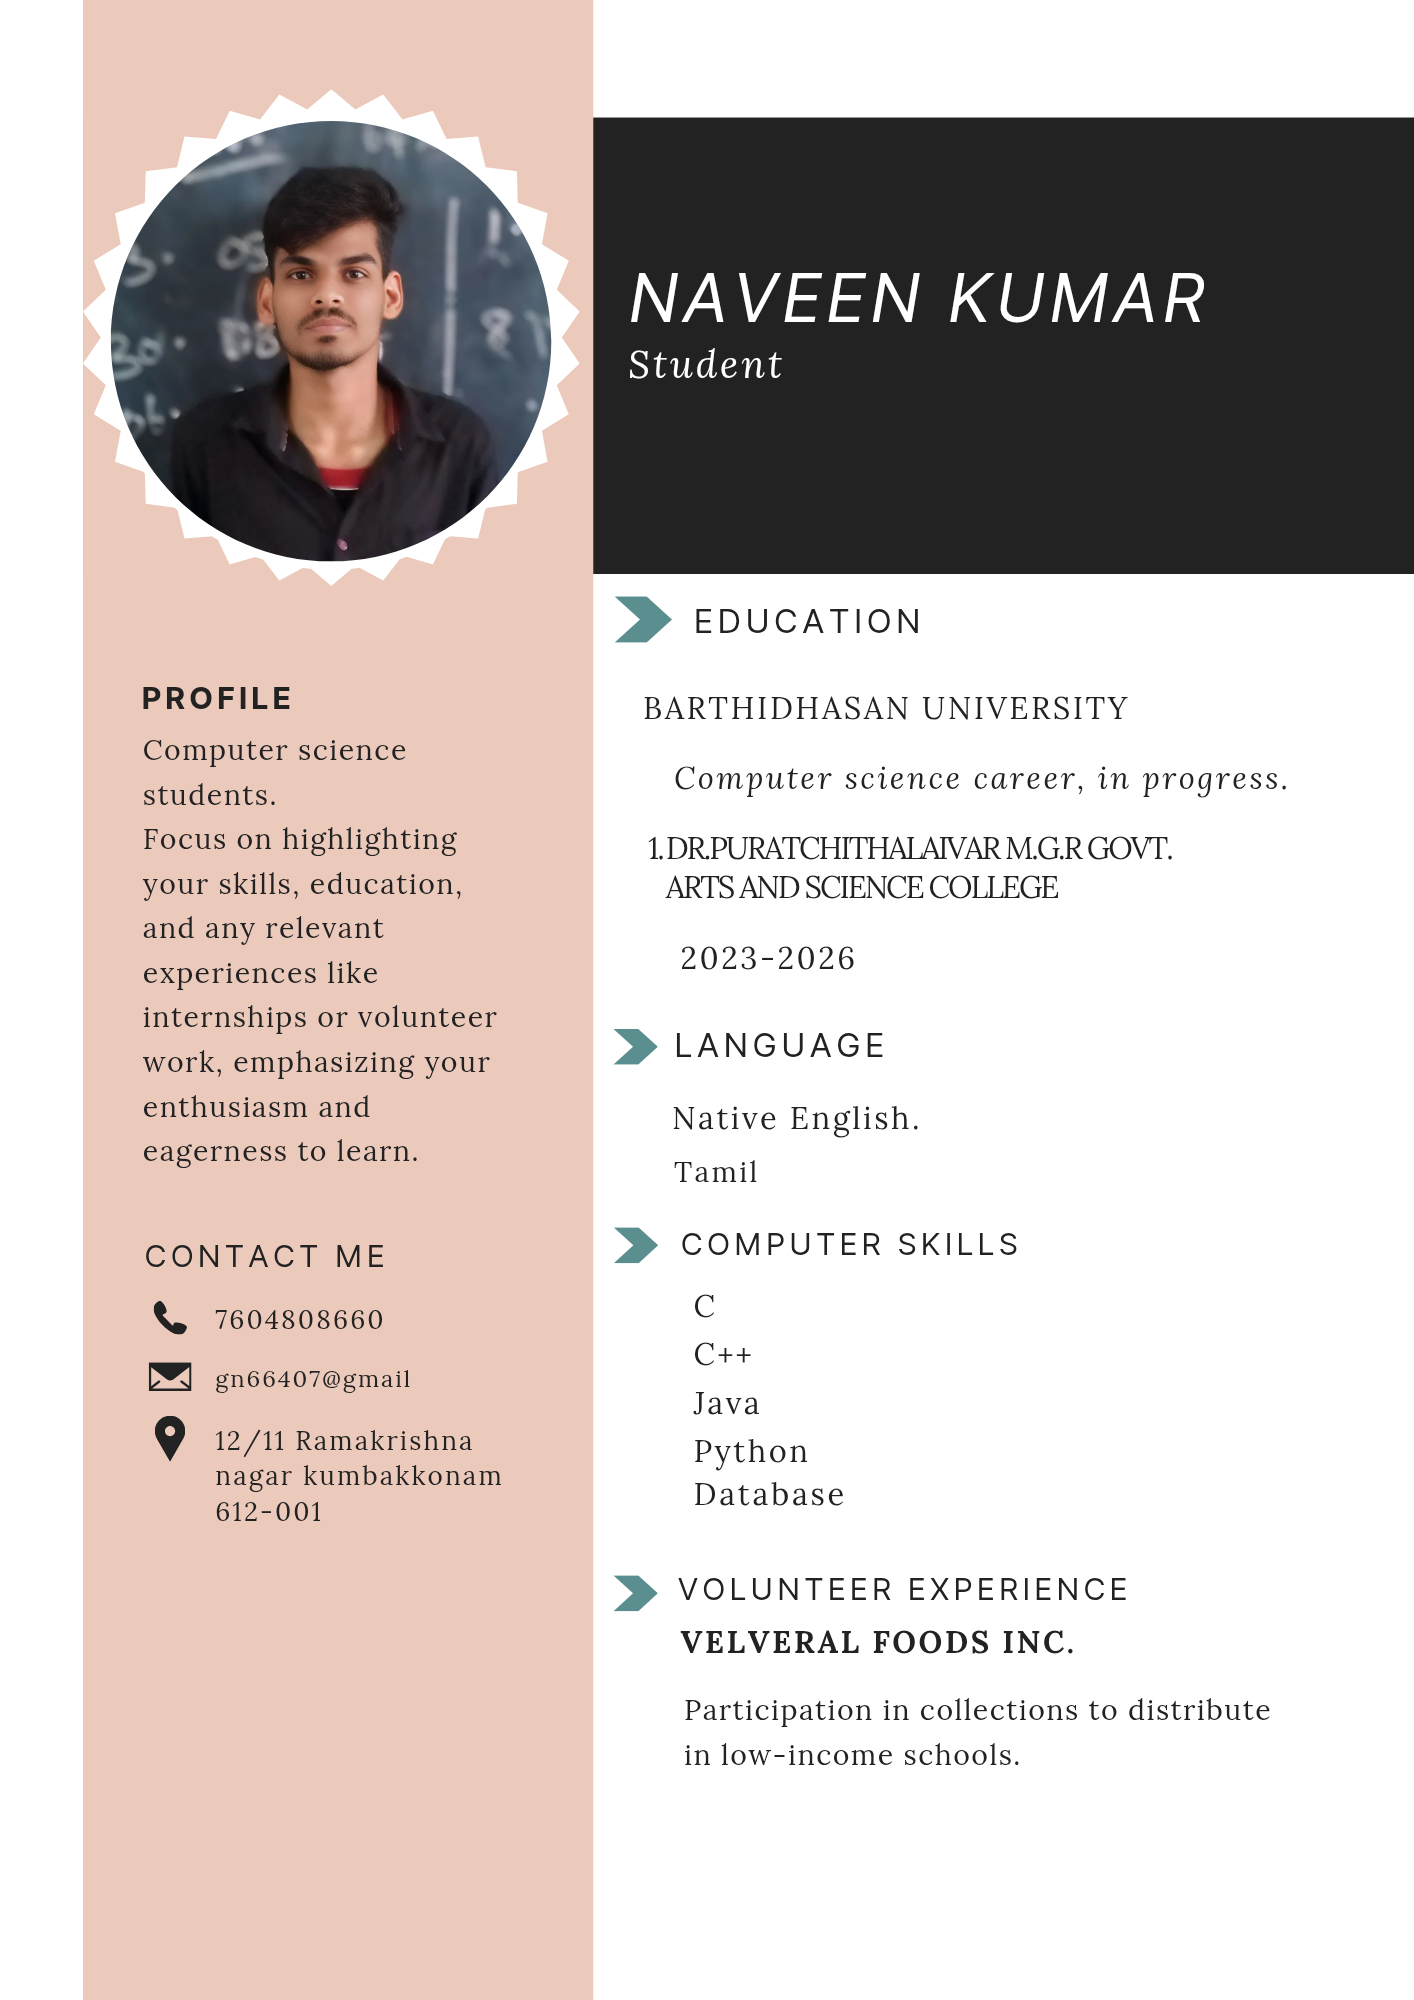 NAVEEN KUMAR
Student
PROFILE
Computer science
students.
Focus on highlighting
your skills, education,
and any relevant
experiences like
internships or volunteer
work, emphasizing your
enthusiasm and
eagerness to learn.
CONTACT ME
7604808660
gn66407@gmail
12/11 Ramakrishna
nagar kumbakkonam
612-001
EDUCATION
BARTHIDHASAN UNIVERSITY
Computer science career, in progress.
1. DR.PURATCHITHALAIVAR M.G.R GOVT.
ARTS AND SCIENCE COLLEGE
2023-2026
LANGUAGE
Native English.
Tamil
COMPUTER SKILLS
C
C++
Java
Python
Database
VOLUNTEER EXPERIENCE
VELVERAL FOODS INC.
Participation in collections to distribute
in low-income schools.